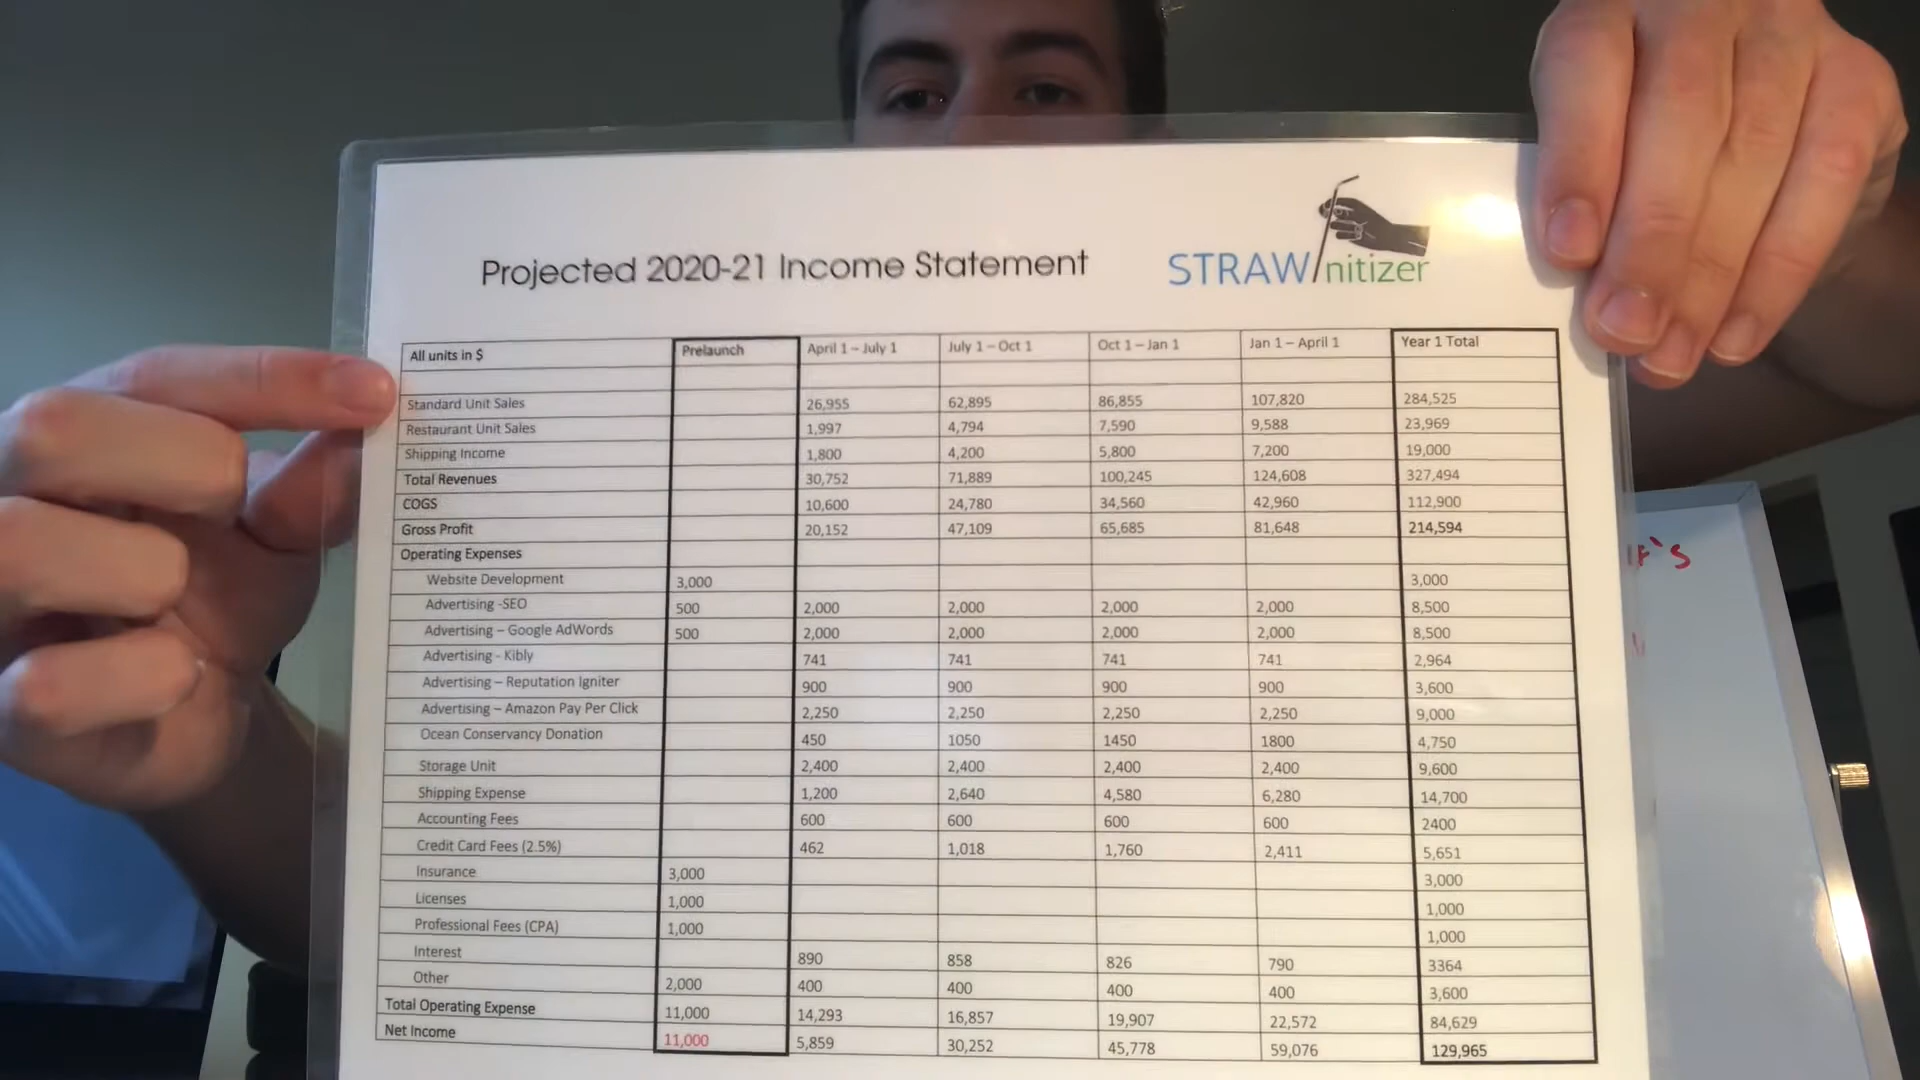 Projected 2020-21 Income Statement
STRAW/nitizer
All units in $ Prelaunch April 1 – July 1 July 1 – Oct 1 Oct 1 – Jan 1 Jan 1 – April 1 Year 1 Total
Standard Unit Sales 26,955 62,895 86,855 107,820 284,525
Restaurant Unit Sales 1,997 4,794 7,590 9,588 23,969
Shipping Income 1,800 4,200 5,800 7,200 19,000
Total Revenues 30,752 71,889 100,245 124,608 327,494
COGS 10,600 24,780 34,560 42,960 112,900
Gross Profit 20,152 47,109 65,685 81,648 214,594
Operating Expenses
Website Development 3,000 3,000
Advertising -SEO 500 2,000 2,000 2,000 2,000 8,500
Advertising – Google AdWords 500 2,000 2,000 2,000 2,000 8,500
Advertising - Kibly 741 741 741 741 2,964
Advertising – Reputation Igniter 900 900 900 900 3,600
Advertising – Amazon Pay Per Click 2,250 2,250 2,250 2,250 9,000
Ocean Conservancy Donation 450 1050 1450 1800 4,750
Storage Unit 2,400 2,400 2,400 2,400 9,600
Shipping Expense 1,200 2,640 4,580 6,280 14,700
Accounting Fees 600 600 600 600 2400
Credit Card Fees (2.5%) 462 1,018 1,760 2,411 5,651
Insurance 3,000 3,000
Licenses 1,000 1,000
Professional Fees (CPA) 1,000 1,000
Interest 890 858 826 790 3364
Other 2,000 400 400 400 400 3,600
Total Operating Expense 11,000 14,293 16,857 19,907 22,572 84,629
Net Income 11,000 5,859 30,252 45,778 59,076 129,965